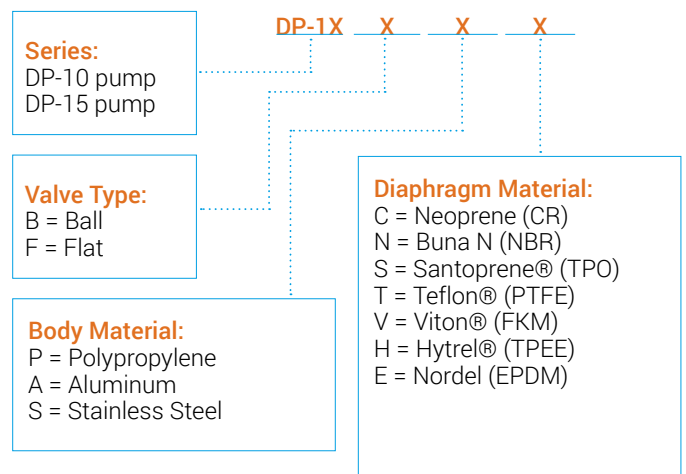 DP-1X X X X
Series:
DP-10 pump
DP-15 pump
Valve Type:
B = Ball
F = Flat
Body Material:
P = Polypropylene
A = Aluminum
S = Stainless Steel
Diaphragm Material:
C = Neoprene (CR)
N = Buna N (NBR)
S = Santoprene® (TPO)
T = Teflon® (PTFE)
V = Viton® (FKM)
H = Hytrel® (TPEE)
E = Nordel (EPDM)